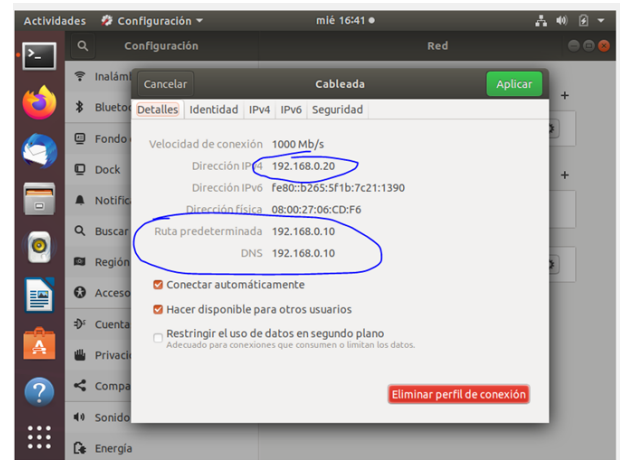 Actividades Configuración mié 16:41
Configuración Red
Cancelar Cableada Aplicar
Detalles Identidad IPv4 IPv6 Seguridad
Velocidad de conexión 1000 Mb/s
Dirección IPv4 192.168.0.20
Dirección IPv6 fe80::b265:5f1b:7c21:1390
Dirección física 08:00:27:06:CD:F6
Ruta predeterminada 192.168.0.10
DNS 192.168.0.10
Conectar automáticamente
Hacer disponible para otros usuarios
Restringir el uso de datos en segundo plano
Adecuado para conexiones que consumen o limitan los datos.
Eliminar perfil de conexión
Inalám
Bluetoo
Fondo
Dock
Notific
Buscar
Región
Acceso
Cuenta
Privaci
Compa
Sonido
Energía